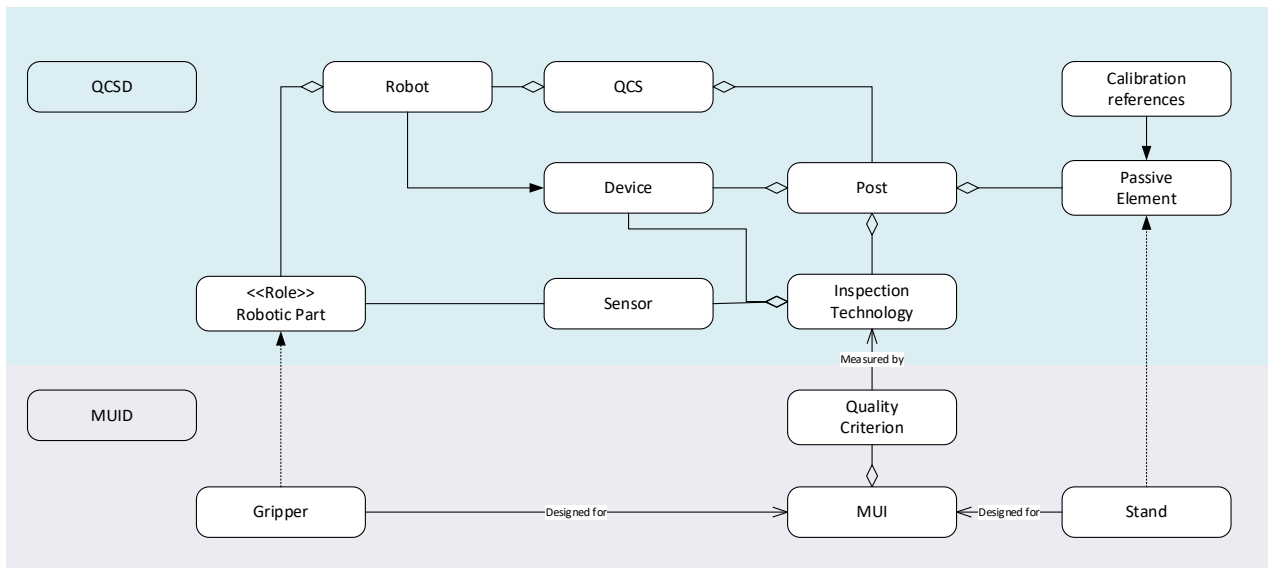 QCSD
Robot
QCS
Calibration
references
Device
Post
Passive
Element
<<Role>>
Robotic Part
Sensor
Inspection
Technology
Measured by
MUID
Quality
Criterion
Gripper
Designed for
MUI
Designed for
Stand